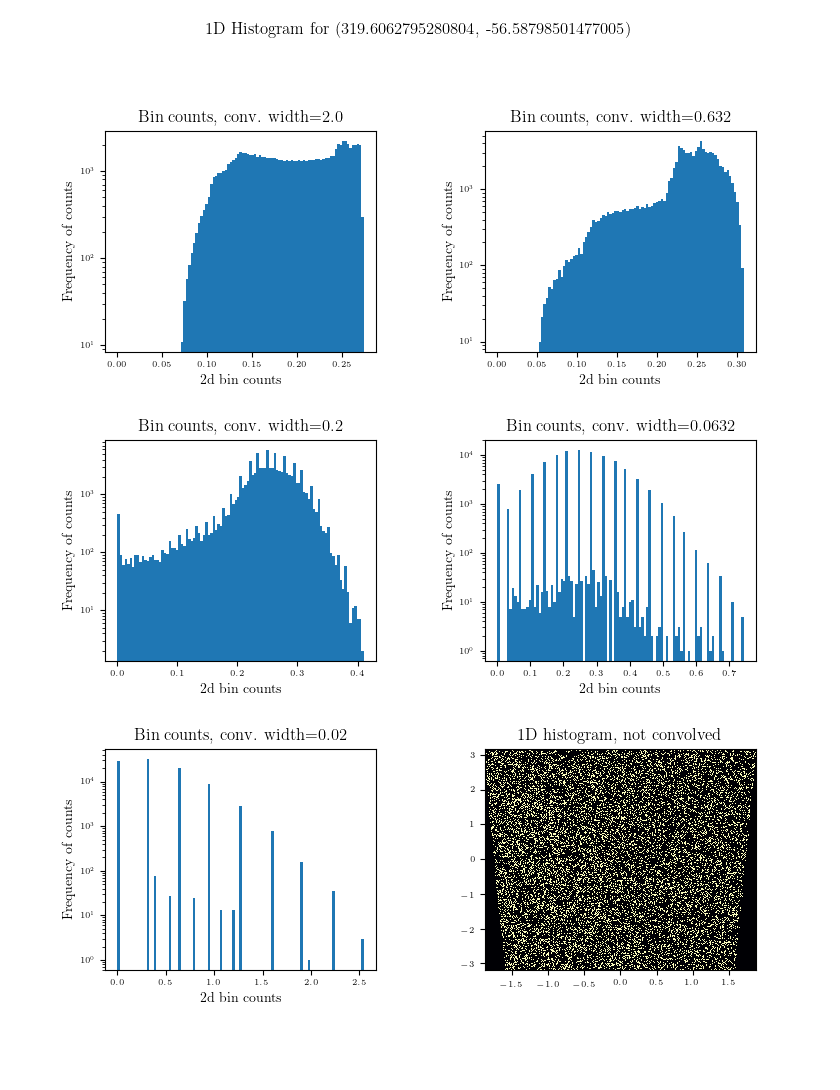 1D Histogram for (319.6062795280804, -56.58798501477005)
Bin counts, conv. width=2.0
Frequency of counts
10³
10²
10¹
0.00 0.05 0.10 0.15 0.20 0.25
2d bin counts
Bin counts, conv. width=0.632
Frequency of counts
10³
10²
10¹
0.00 0.05 0.10 0.15 0.20 0.25 0.30
2d bin counts
Bin counts, conv. width=0.2
Frequency of counts
10³
10²
10¹
0.0 0.1 0.2 0.3 0.4
2d bin counts
Bin counts, conv. width=0.0632
Frequency of counts
10⁴
10³
10²
10¹
10⁰
0.0 0.1 0.2 0.3 0.4 0.5 0.6 0.7
2d bin counts
Bin counts, conv. width=0.02
Frequency of counts
10⁴
10³
10²
10¹
10⁰
0.0 0.5 1.0 1.5 2.0 2.5
2d bin counts
1D histogram, not convolved
3
2
1
0
−1
−2
−3
−1.5 −1.0 −0.5 0.0 0.5 1.0 1.5